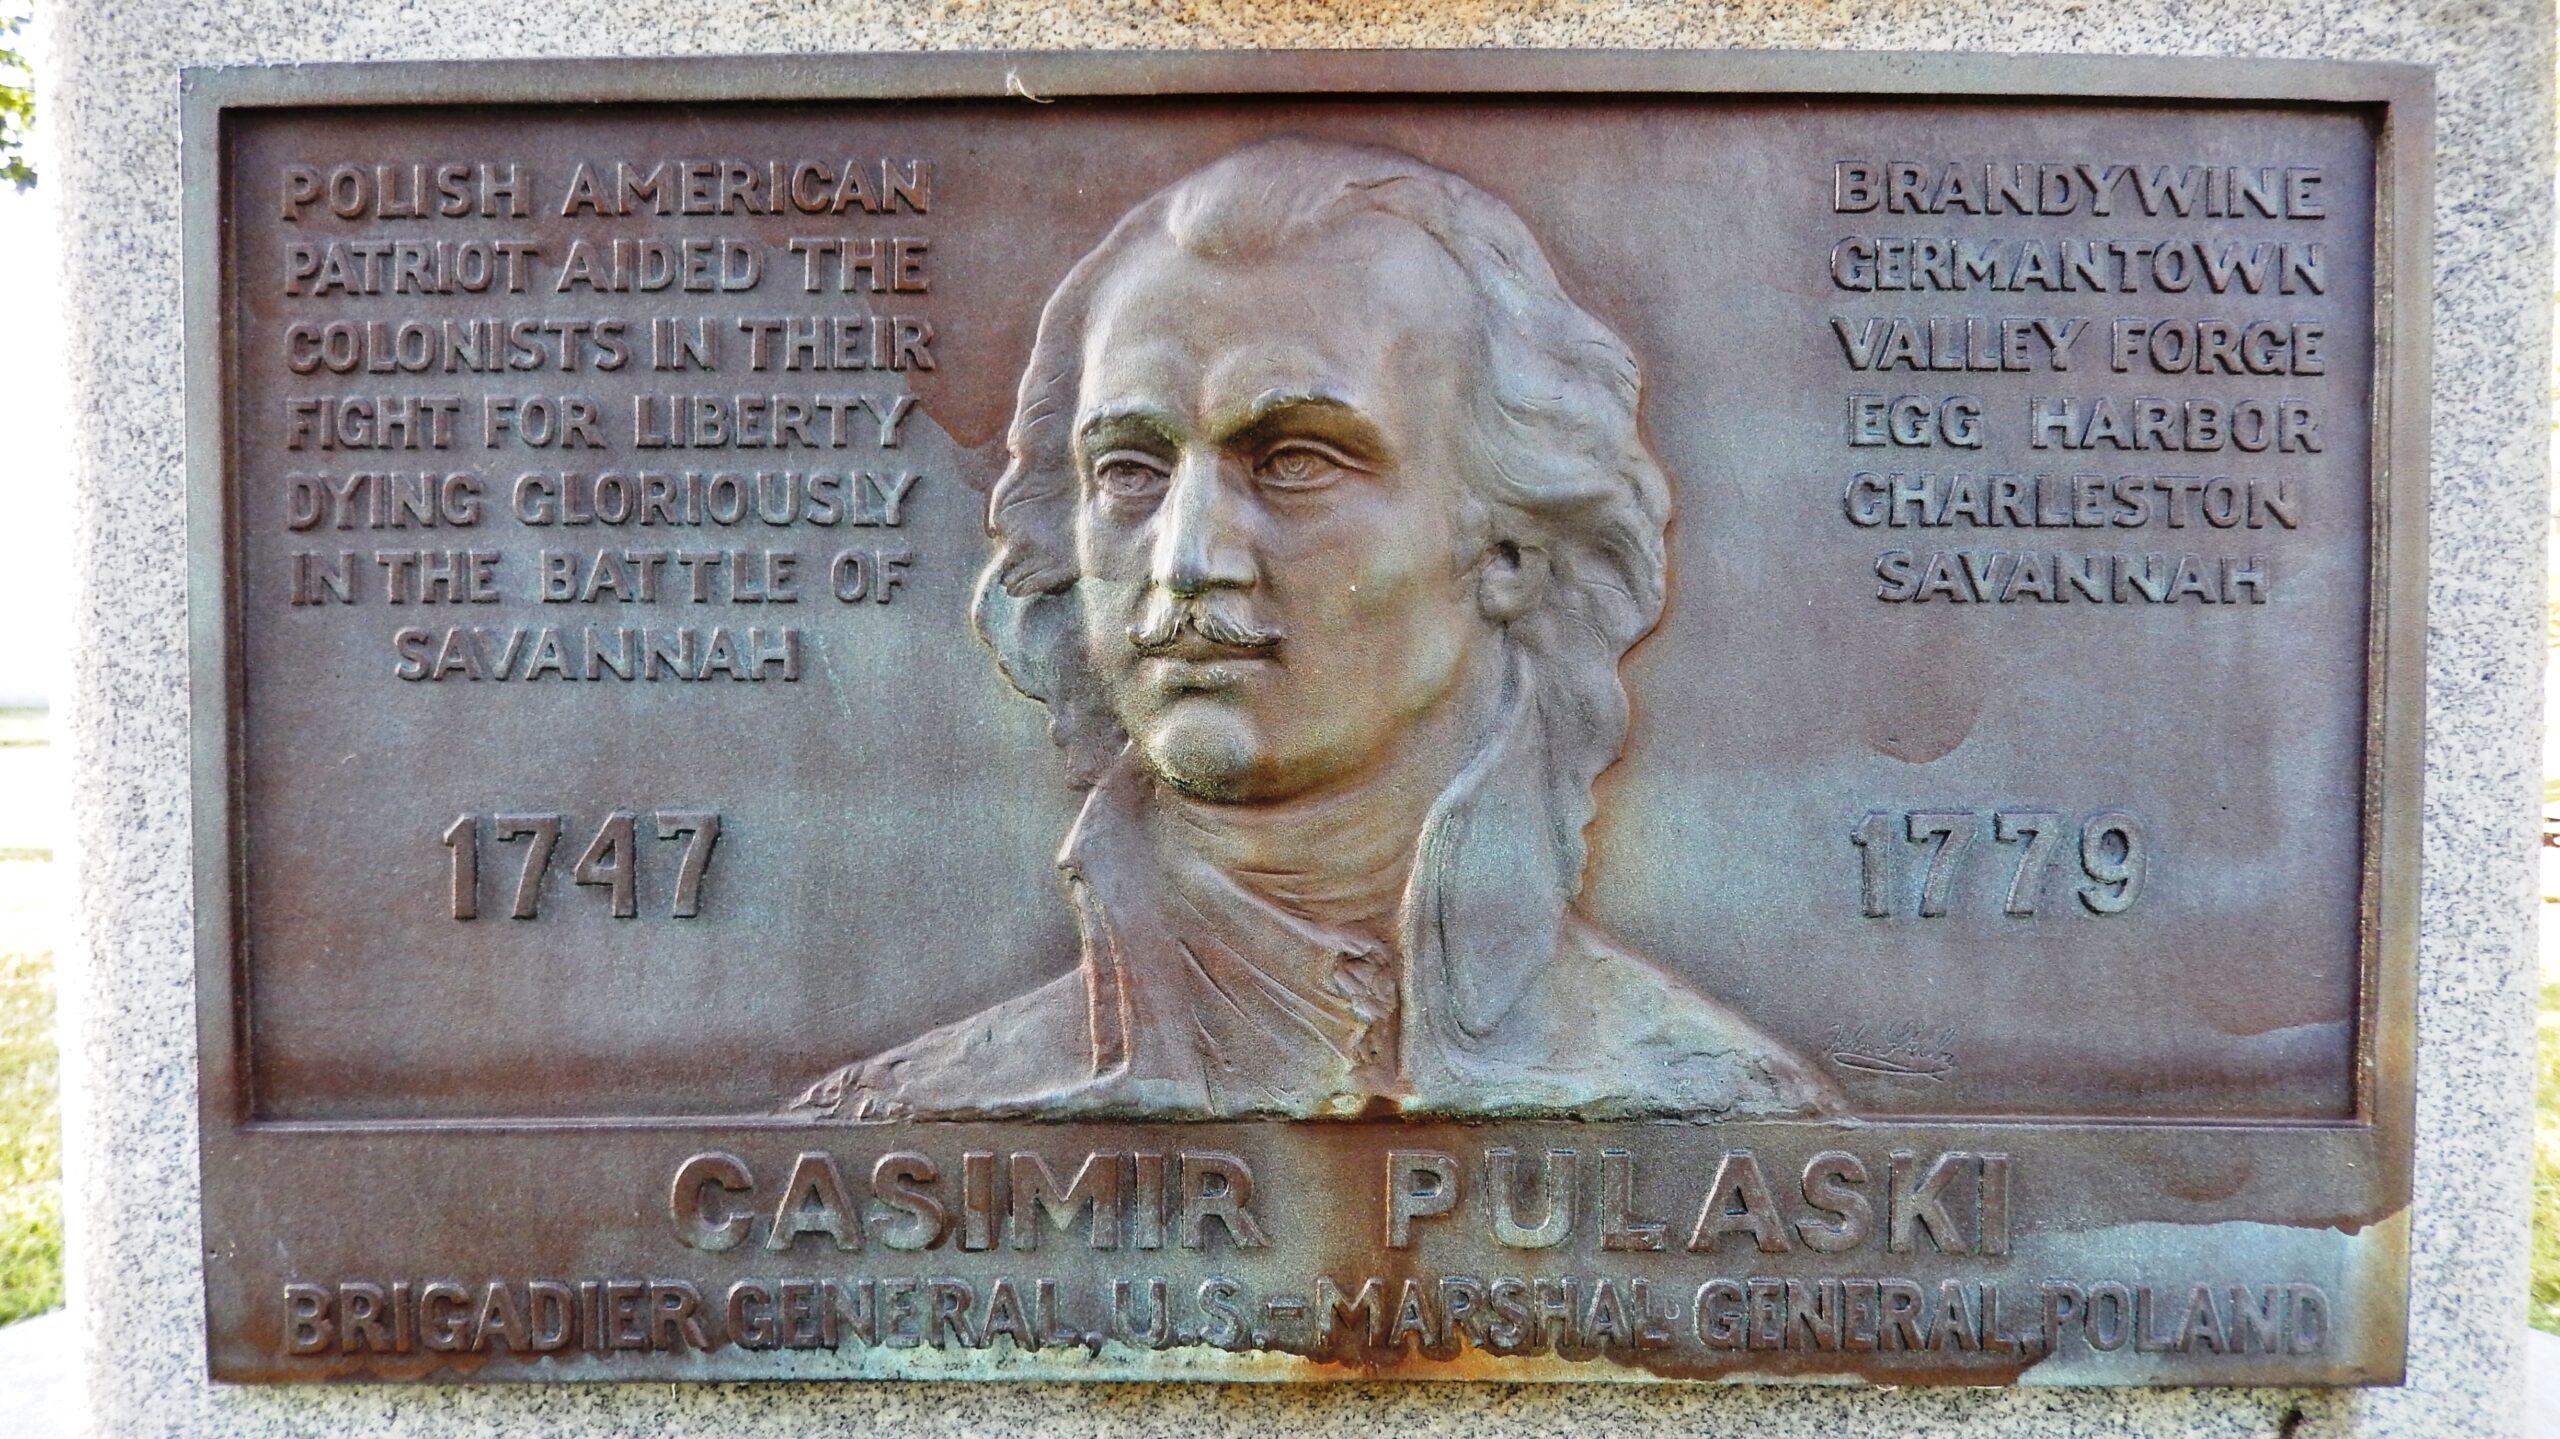 POLISH AMERICAN
PATRIOT AIDED THE
COLONISTS IN THEIR
FIGHT FOR LIBERTY
DYING GLORIOUSLY
IN THE BATTLE OF
SAVANNAH
1747
BRANDYWINE
GERMANTOWN
VALLEY FORGE
EGG HARBOR
CHARLESTON
SAVANNAH
1779
CASIMIR PULASKI
BRIGADIER GENERAL, U.S.-MARSHAL GENERAL, POLAND